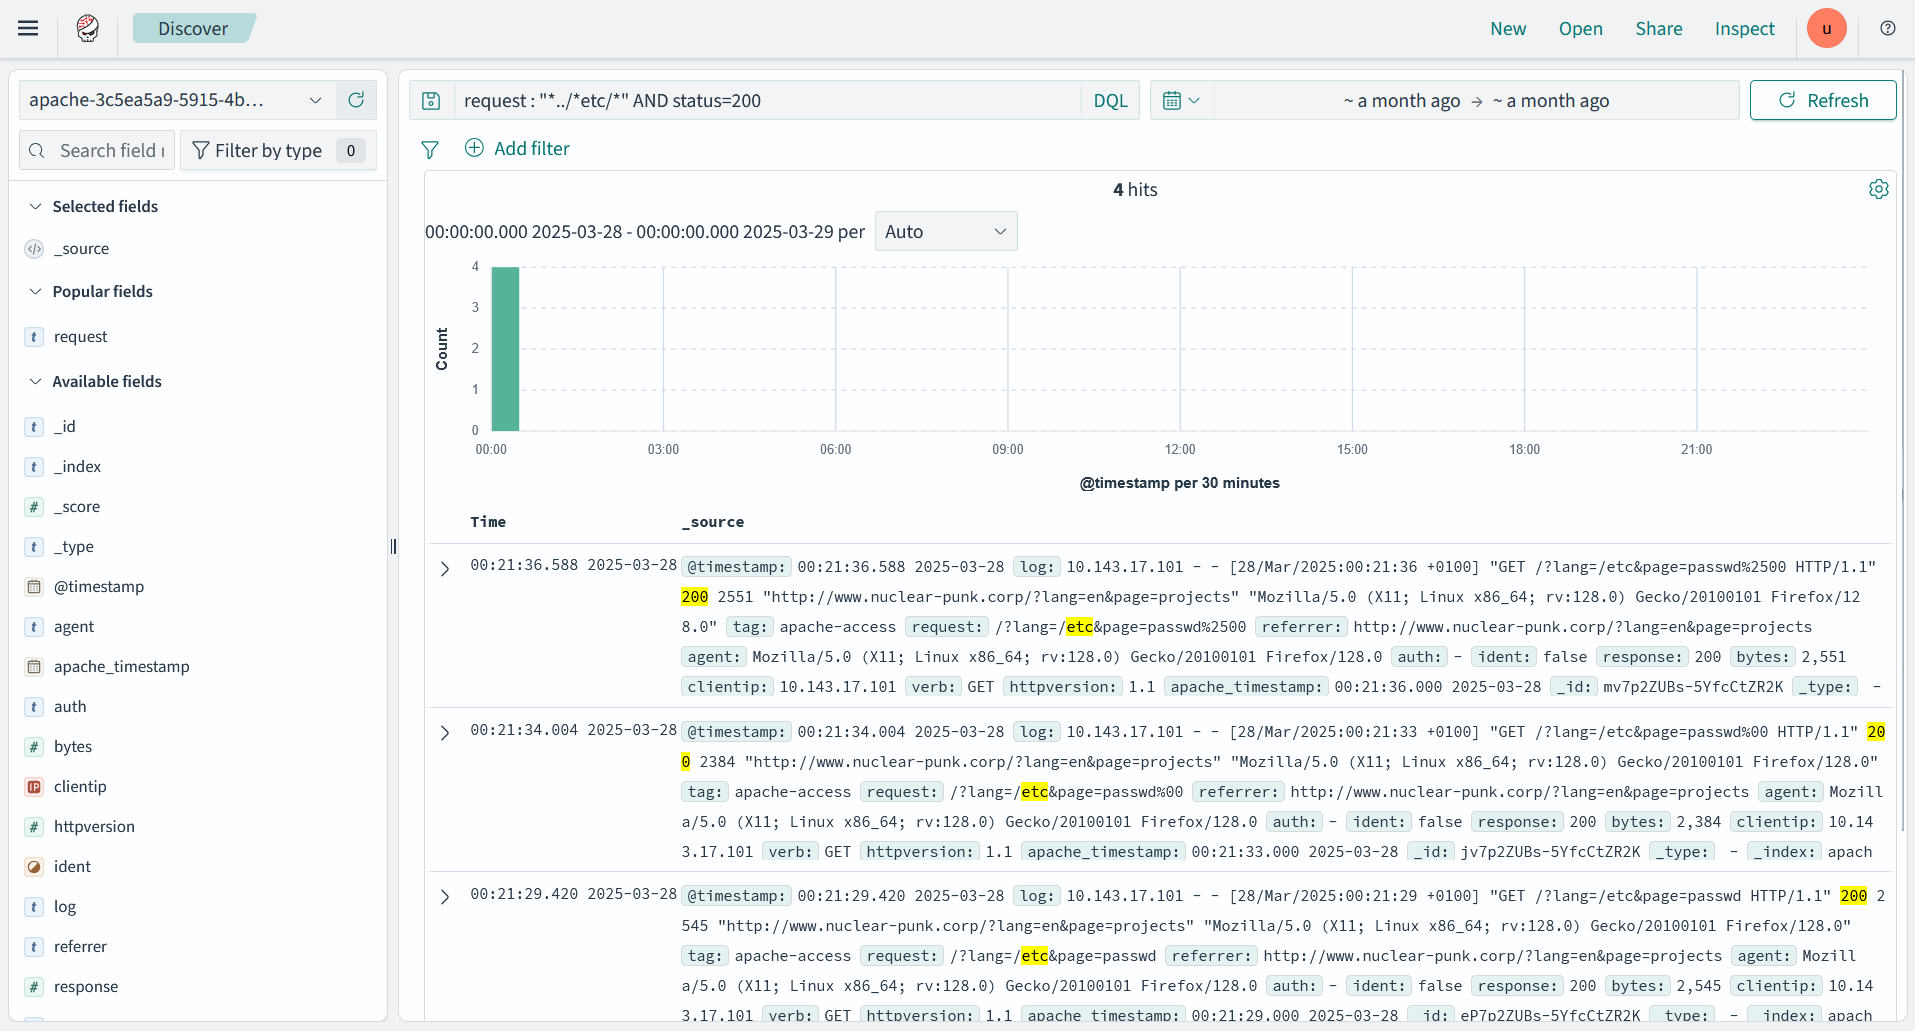 Discover
New
Open
Share
Inspect
u
apache-3c5ea5a9-5915-4b...
request : "*../*etc/*" AND status=200
DQL
~ a month ago → ~ a month ago
Refresh
Search field
Filter by type 0
Add filter
Selected fields
_source
Popular fields
request
Available fields
_id
_index
_score
_type
@timestamp
agent
apache_timestamp
auth
bytes
clientip
httpversion
ident
log
referrer
response
4 hits
00:00:00.000 2025-03-28 - 00:00:00.000 2025-03-29 per
Auto
4
3
2
1
0
Count
00:00
03:00
06:00
09:00
12:00
15:00
18:00
21:00
@timestamp per 30 minutes
Time
_source
00:21:36.588 2025-03-28
@timestamp: 00:21:36.588 2025-03-28 log: 10.143.17.101 - - [28/Mar/2025:00:21:36 +0100] "GET /?lang=/etc&page=passwd%2500 HTTP/1.1"
200 2551 "http://www.nuclear-punk.corp/?lang=en&page=projects" "Mozilla/5.0 (X11; Linux x86_64; rv:128.0) Gecko/20100101 Firefox/12
8.0" tag: apache-access request: /?lang=/etc&page=passwd%2500 referrer: http://www.nuclear-punk.corp/?lang=en&page=projects
agent: Mozilla/5.0 (X11; Linux x86_64; rv:128.0) Gecko/20100101 Firefox/128.0 auth: - ident: false response: 200 bytes: 2,551
clientip: 10.143.17.101 verb: GET httpversion: 1.1 apache_timestamp: 00:21:36.000 2025-03-28 _id: mv7p2ZUBs-5YfcCtZR2K _type: -
00:21:34.004 2025-03-28
@timestamp: 00:21:34.004 2025-03-28 log: 10.143.17.101 - - [28/Mar/2025:00:21:33 +0100] "GET /?lang=/etc&page=passwd%00 HTTP/1.1" 20
0 2384 "http://www.nuclear-punk.corp/?lang=en&page=projects" "Mozilla/5.0 (X11; Linux x86_64; rv:128.0) Gecko/20100101 Firefox/128.0"
tag: apache-access request: /?lang=/etc&page=passwd%00 referrer: http://www.nuclear-punk.corp/?lang=en&page=projects agent: Mozill
a/5.0 (X11; Linux x86_64; rv:128.0) Gecko/20100101 Firefox/128.0 auth: - ident: false response: 200 bytes: 2,384 clientip: 10.14
3.17.101 verb: GET httpversion: 1.1 apache_timestamp: 00:21:33.000 2025-03-28 _id: jv7p2ZUBs-5YfcCtZR2K _type: - _index: apach
00:21:29.420 2025-03-28
@timestamp: 00:21:29.420 2025-03-28 log: 10.143.17.101 - - [28/Mar/2025:00:21:29 +0100] "GET /?lang=/etc&page=passwd HTTP/1.1" 200 2
545 "http://www.nuclear-punk.corp/?lang=en&page=projects" "Mozilla/5.0 (X11; Linux x86_64; rv:128.0) Gecko/20100101 Firefox/128.0"
tag: apache-access request: /?lang=/etc&page=passwd referrer: http://www.nuclear-punk.corp/?lang=en&page=projects agent: Mozill
a/5.0 (X11; Linux x86_64; rv:128.0) Gecko/20100101 Firefox/128.0 auth: - ident: false response: 200 bytes: 2,545 clientip: 10.14
3.17.101 verb: GET httpversion: 1.1 apache_timestamp: 00:21:29.000 2025-03-28 _id: eP7p2ZUBs-5YfcCtZR2K _type: - _index: apach